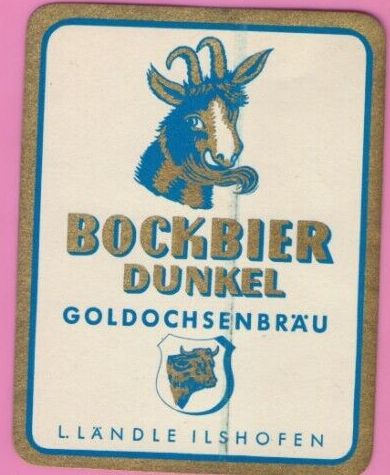 BOCKBIER
DUNKEL
GOLDOCHSENBRÄU
L. LÄNDLE ILSHOFEN